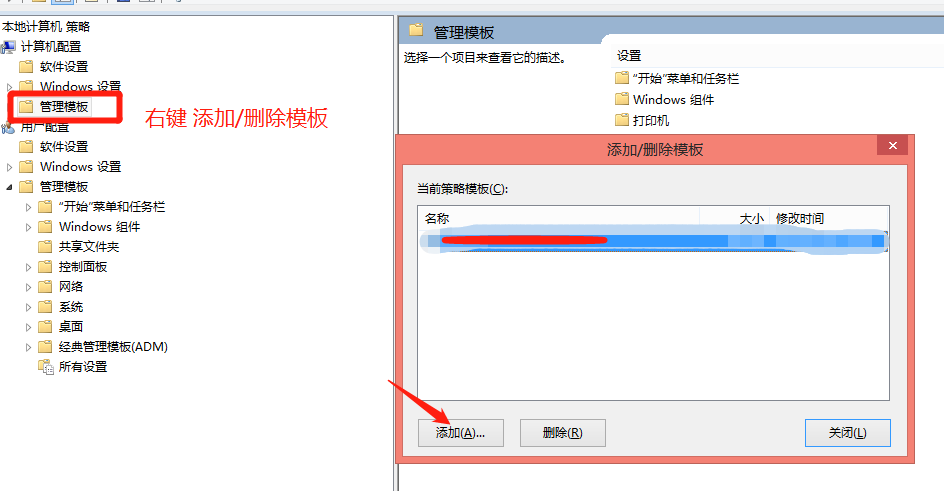 本地计算机 策略
计算机配置
软件设置
Windows 设置
管理模板
用户配置
软件设置
Windows 设置
管理模板
“开始”菜单和任务栏
Windows 组件
共享文件夹
控制面板
网络
系统
桌面
经典管理模板(ADM)
所有设置
右键 添加/删除模板
管理模板
选择一个项目来查看它的描述。
设置
“开始”菜单和任务栏
Windows 组件
打印机
添加/删除模板
当前策略模板(C):
名称 大小 修改时间
添加(A)... 删除(R) 关闭(L)